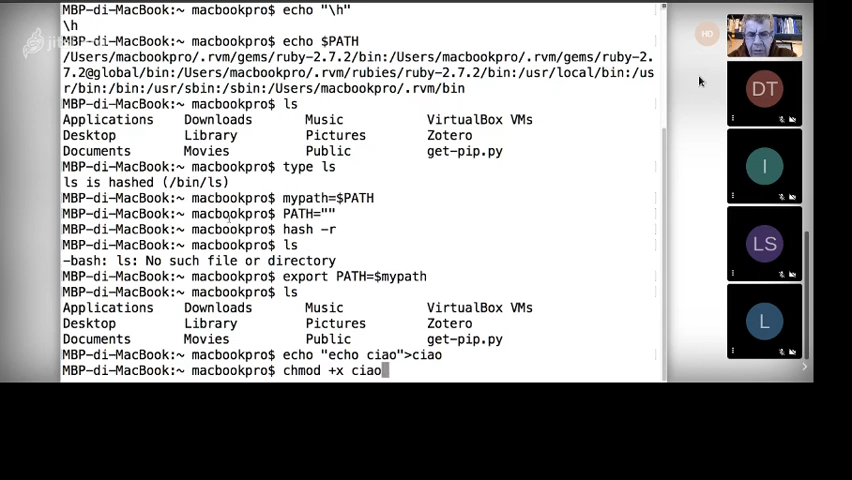 MBP-di-MacBook:~ macbookpro$ echo "\h"
\h
MBP-di-MacBook:~ macbookpro$ echo $PATH
/Users/macbookpro/.rvm/gems/ruby-2.7.2/bin:/Users/macbookpro/.rvm/gems/ruby-2.
7.2@global/bin:/Users/macbookpro/.rvm/rubies/ruby-2.7.2/bin:/usr/local/bin:/us
r/bin:/bin:/usr/sbin:/sbin:/Users/macbookpro/.rvm/bin
MBP-di-MacBook:~ macbookpro$ ls
Applications Downloads Music VirtualBox VMs
Desktop Library Pictures Zotero
Documents Movies Public get-pip.py
MBP-di-MacBook:~ macbookpro$ type ls
ls is hashed (/bin/ls)
MBP-di-MacBook:~ macbookpro$ mypath=$PATH
MBP-di-MacBook:~ macbookpro$ PATH=""
MBP-di-MacBook:~ macbookpro$ hash -r
MBP-di-MacBook:~ macbookpro$ ls
-bash: ls: No such file or directory
MBP-di-MacBook:~ macbookpro$ export PATH=$mypath
MBP-di-MacBook:~ macbookpro$ ls
Applications Downloads Music VirtualBox VMs
Desktop Library Pictures Zotero
Documents Movies Public get-pip.py
MBP-di-MacBook:~ macbookpro$ echo "echo ciao">ciao
MBP-di-MacBook:~ macbookpro$ chmod +x ciao
HD
DT
I
LS
L